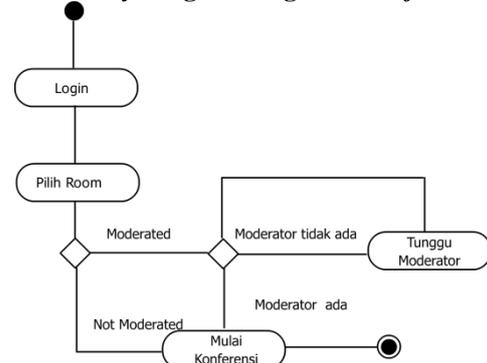 Login
Pilih Room
Moderated
Moderator tidak ada
Tunggu
Moderator
Moderator ada
Not Moderated
Mulai
Konferensi